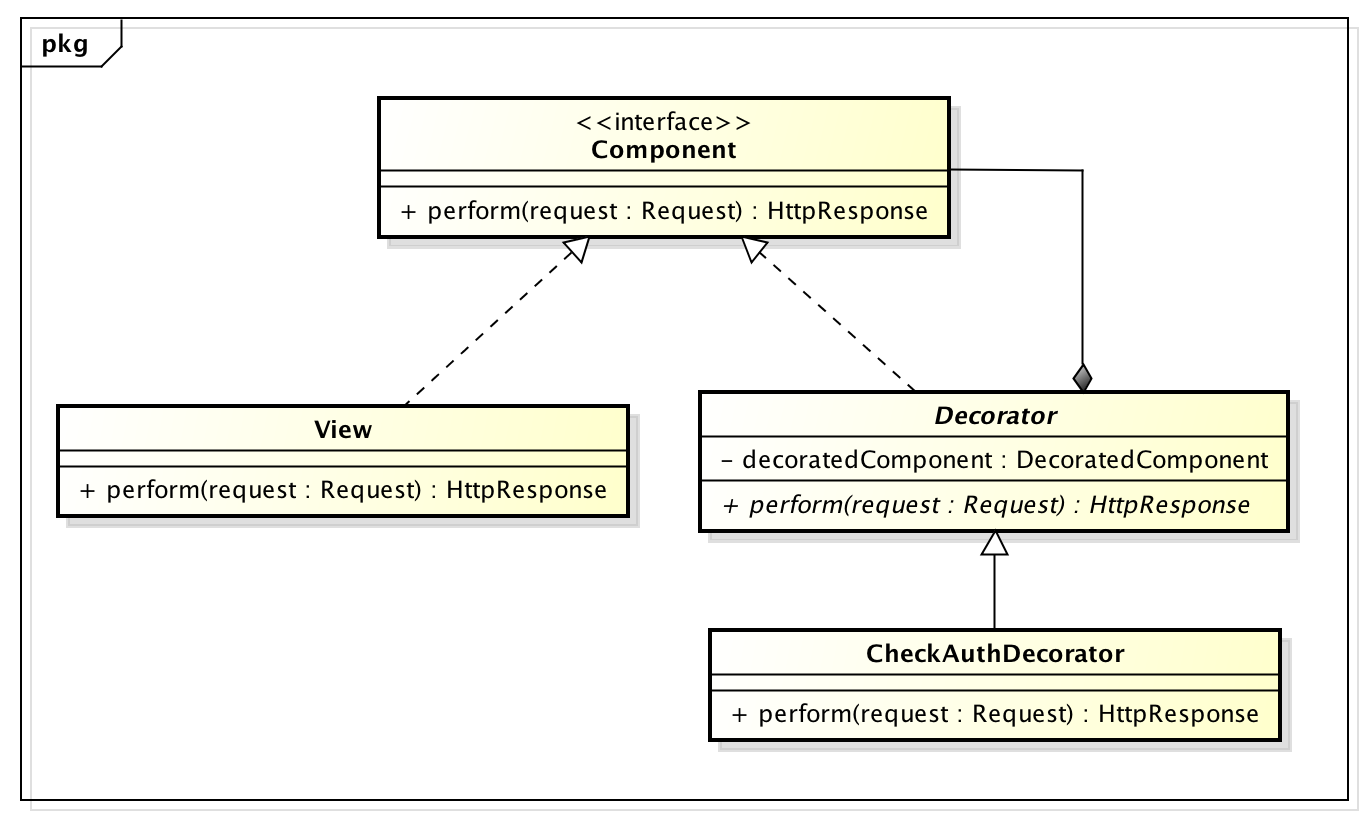 pkg
<<interface>>
Component
+ perform(request : Request) : HttpResponse
View
+ perform(request : Request) : HttpResponse
Decorator
- decoratedComponent : DecoratedComponent
+ perform(request : Request) : HttpResponse
CheckAuthDecorator
+ perform(request : Request) : HttpResponse